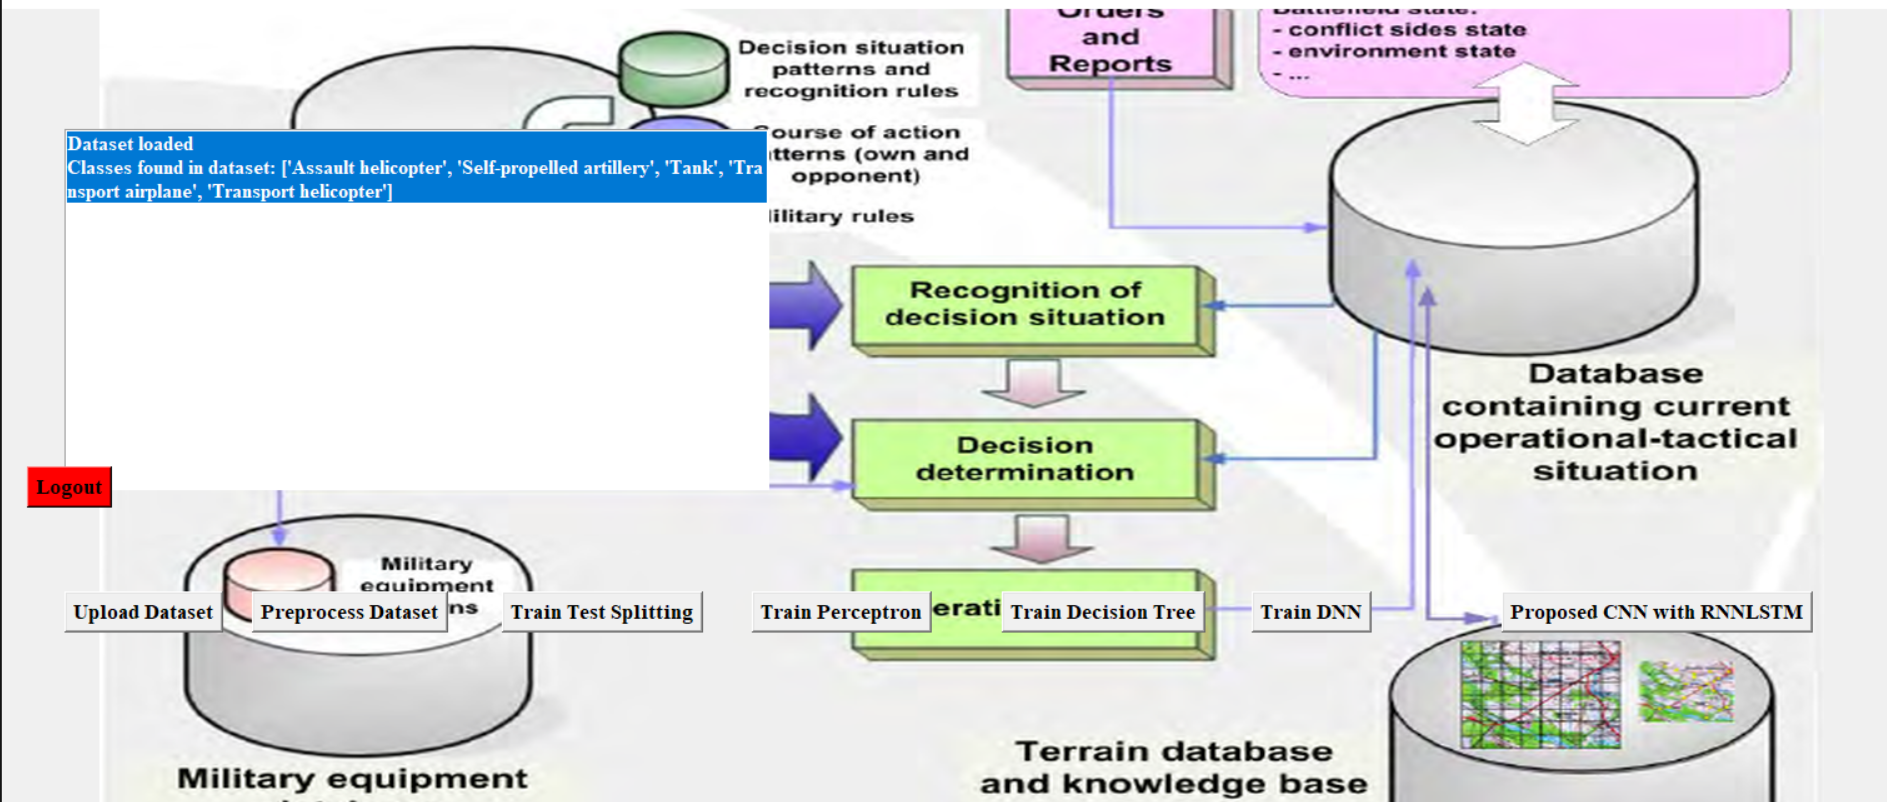 Orders
and
Reports
Battlefield state:
- conflict sides state
- environment state
- ...
Decision situation
patterns and
recognition rules
ourse of action
tterns (own and
opponent)
ilitary rules
Dataset loaded
Classes found in dataset: ['Assault helicopter', 'Self-propelled artillery', 'Tank', 'Tra
nsport airplane', 'Transport helicopter']
Recognition of
decision situation
Database
containing current
operational-tactical
situation
Decision
determination
Logout
Military
equipment
ns
Upload Dataset
Preprocess Dataset
Train Test Splitting
Train Perceptron
erati
Train Decision Tree
Train DNN
Proposed CNN with RNNLSTM
Terrain database
and knowledge base
Military equipment